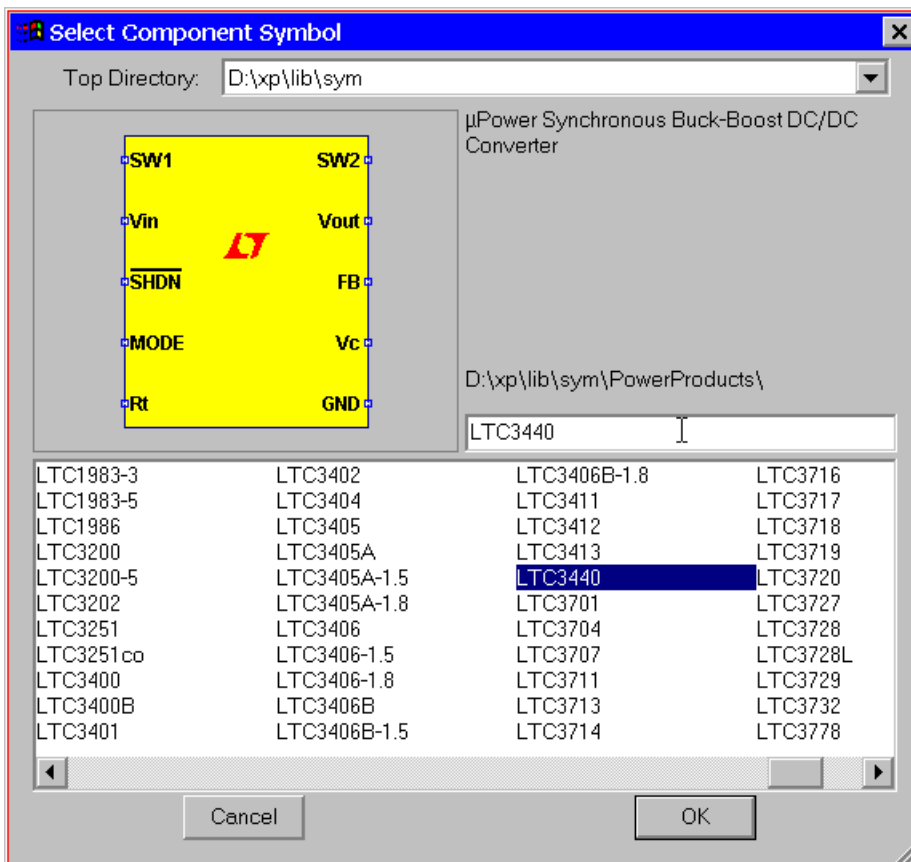 Select Component Symbol
Top Directory: D:\xp\lib\sym
µPower Synchronous Buck-Boost DC/DC
Converter
SW1 SW2
Vin Vout
SHDN FB
MODE Vc
Rt GND
D:\xp\lib\sym\PowerProducts\
LTC3440
LTC1983-3 LTC3402 LTC3406B-1.8 LTC3716
LTC1983-5 LTC3404 LTC3411 LTC3717
LTC1986 LTC3405 LTC3412 LTC3718
LTC3200 LTC3405A LTC3413 LTC3719
LTC3200-5 LTC3405A-1.5 LTC3440 LTC3720
LTC3202 LTC3405A-1.8 LTC3701 LTC3727
LTC3251 LTC3406 LTC3704 LTC3728
LTC3251co LTC3406-1.5 LTC3707 LTC3728L
LTC3400 LTC3406-1.8 LTC3711 LTC3729
LTC3400B LTC3406B LTC3713 LTC3732
LTC3401 LTC3406B-1.5 LTC3714 LTC3778
Cancel OK